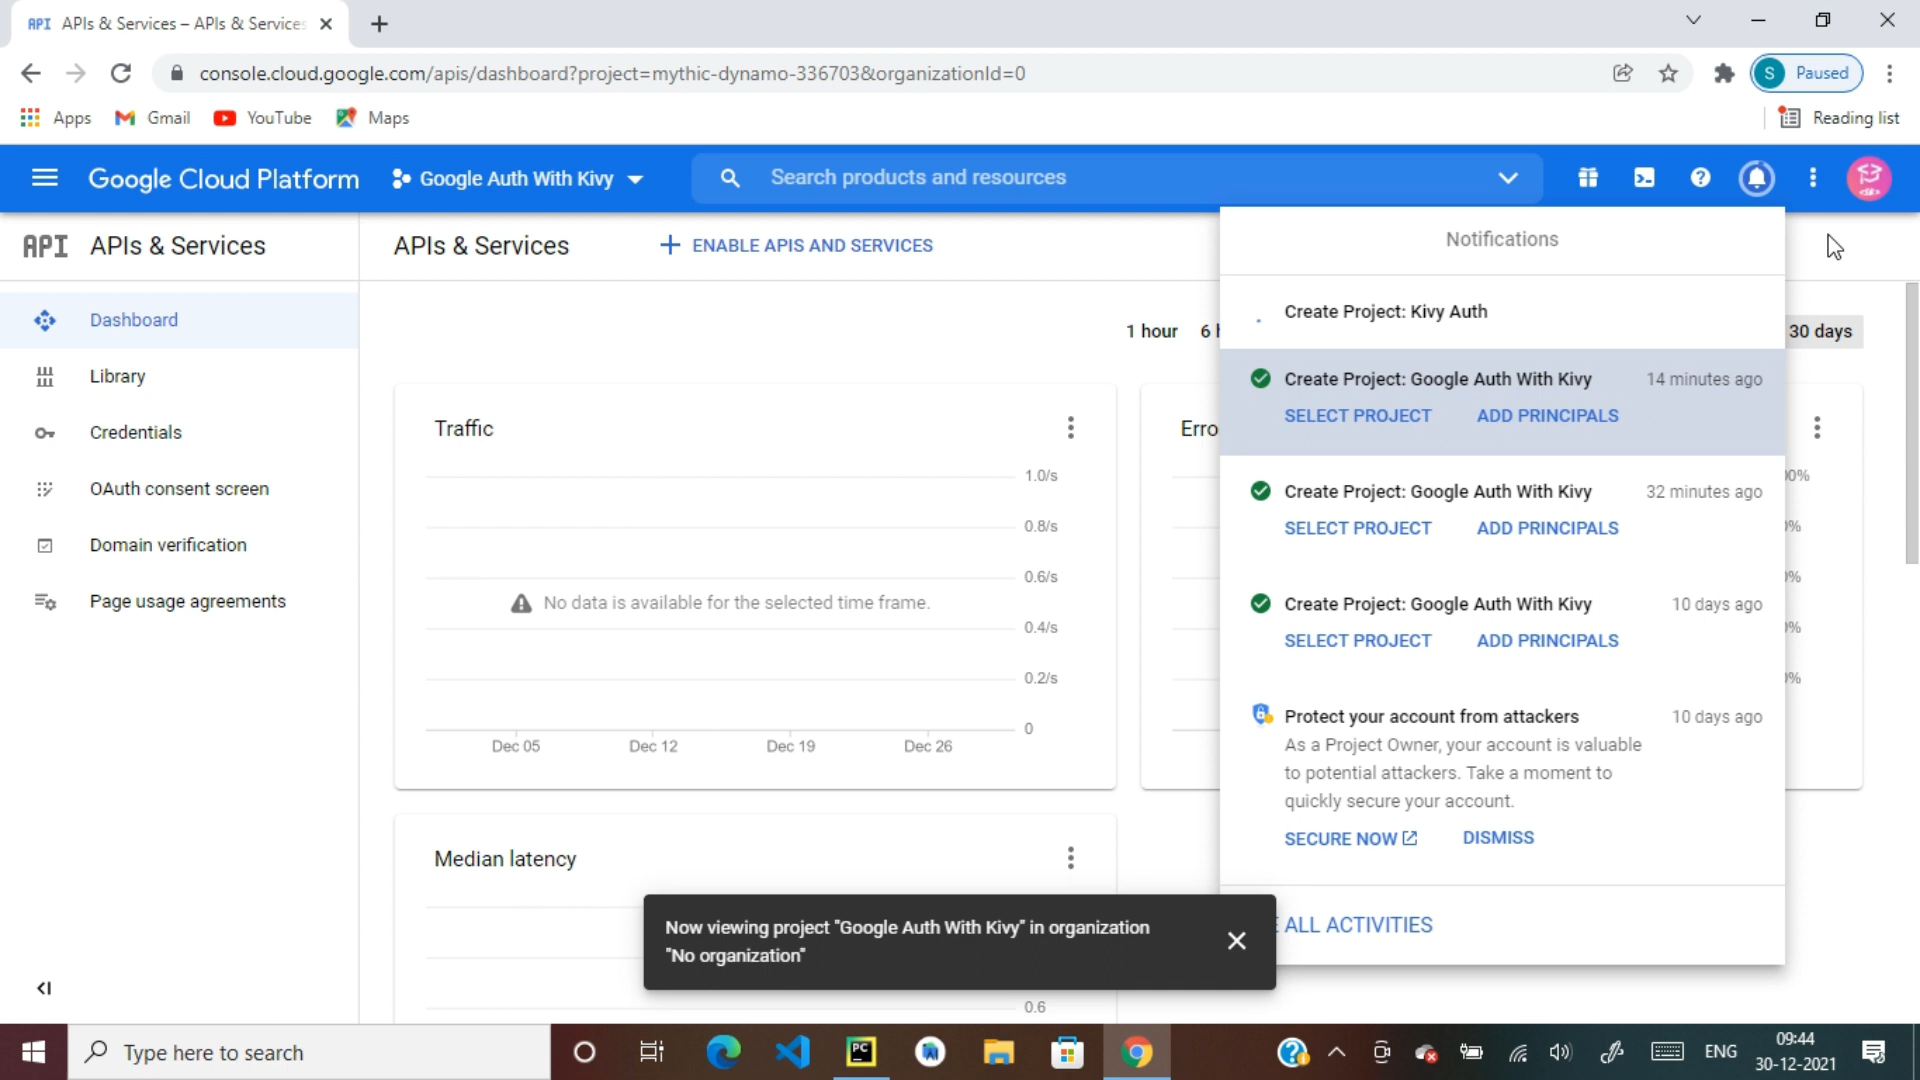 API APIs & Services – APIs & Services
console.cloud.google.com/apis/dashboard?project=mythic-dynamo-336703&organizationId=0
S Paused
Apps Gmail YouTube Maps
Reading list
Google Cloud Platform
Google Auth With Kivy
Search products and resources
API APIs & Services
Dashboard
Library
Credentials
OAuth consent screen
Domain verification
Page usage agreements
APIs & Services
ENABLE APIS AND SERVICES
1 hour
30 days
Traffic
1.0/s
0.8/s
0.6/s
0.4/s
0.2/s
0
No data is available for the selected time frame.
Dec 05 Dec 12 Dec 19 Dec 26
Median latency
0.6
Notifications
Create Project: Kivy Auth
Create Project: Google Auth With Kivy 14 minutes ago
SELECT PROJECT ADD PRINCIPALS
Create Project: Google Auth With Kivy 32 minutes ago
SELECT PROJECT ADD PRINCIPALS
Create Project: Google Auth With Kivy 10 days ago
SELECT PROJECT ADD PRINCIPALS
Protect your account from attackers 10 days ago
As a Project Owner, your account is valuable
to potential attackers. Take a moment to
quickly secure your account.
SECURE NOW DISMISS
ALL ACTIVITIES
Now viewing project "Google Auth With Kivy" in organization
"No organization"
Type here to search
PC
ENG
09:44
30-12-2021